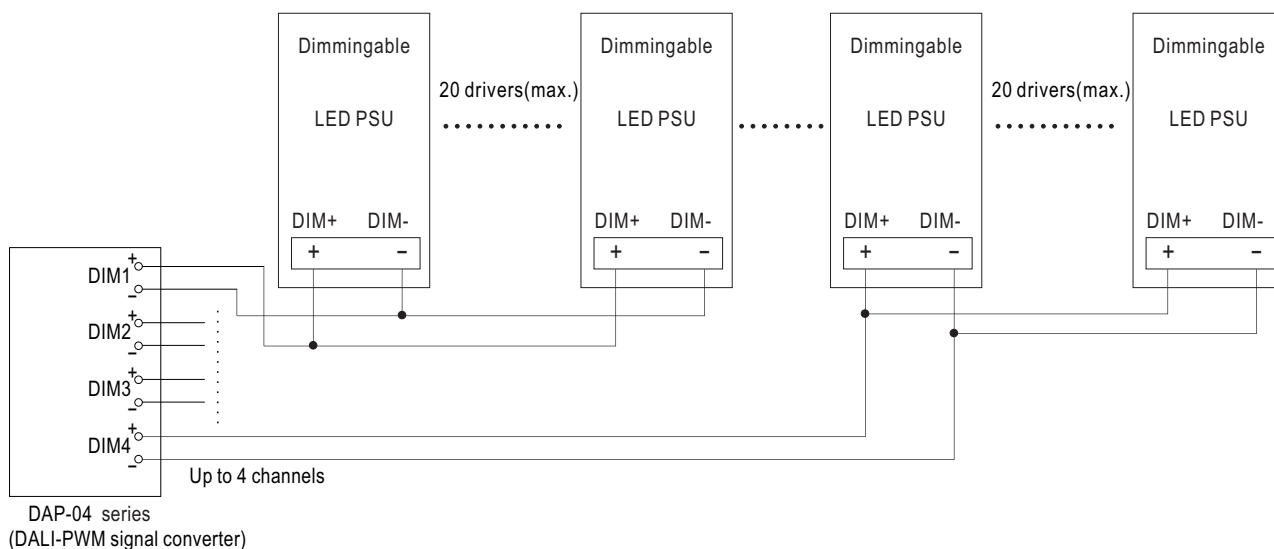 Dimmingable
LED PSU
DIM+ DIM-
+ −
20 drivers(max.)
Dimmingable
LED PSU
DIM+ DIM-
+ −
Dimmingable
LED PSU
DIM+ DIM-
+ −
20 drivers(max.)
Dimmingable
LED PSU
DIM+ DIM-
+ −
DIM1 + −
DIM2 + −
DIM3 + −
DIM4 + −
Up to 4 channels
DAP-04 series
(DALI-PWM signal converter)